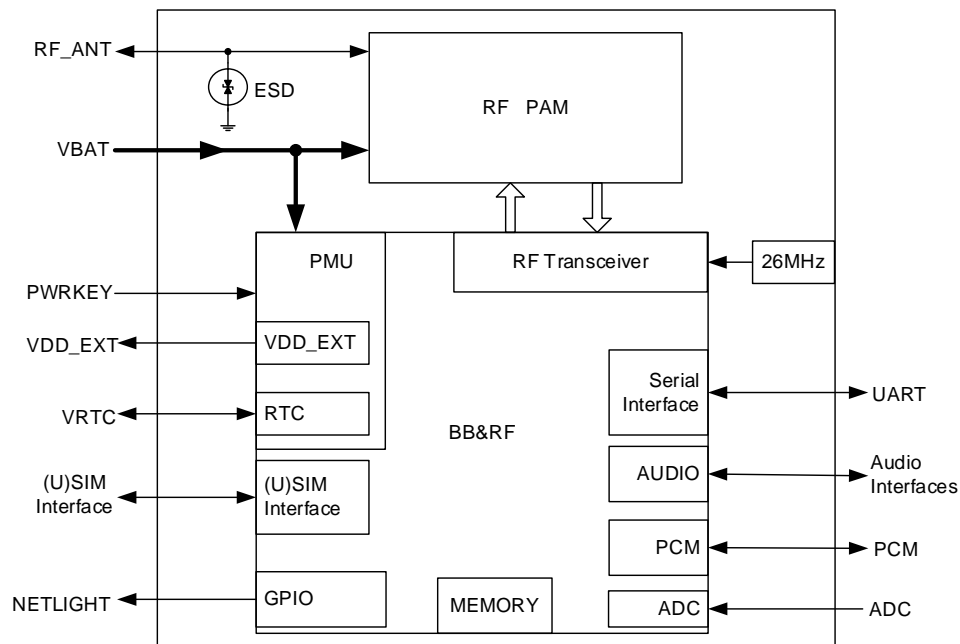 RF_ANT
ESD
RF PAM
VBAT
PMU
RF Transceiver
26MHz
PWRKEY
VDD_EXT
VDD_EXT
VRTC
RTC
BB&RF
Serial
Interface
UART
AUDIO
Audio
Interfaces
(U)SIM
Interface
(U)SIM
Interface
PCM
PCM
NETLIGHT
GPIO
MEMORY
ADC
ADC